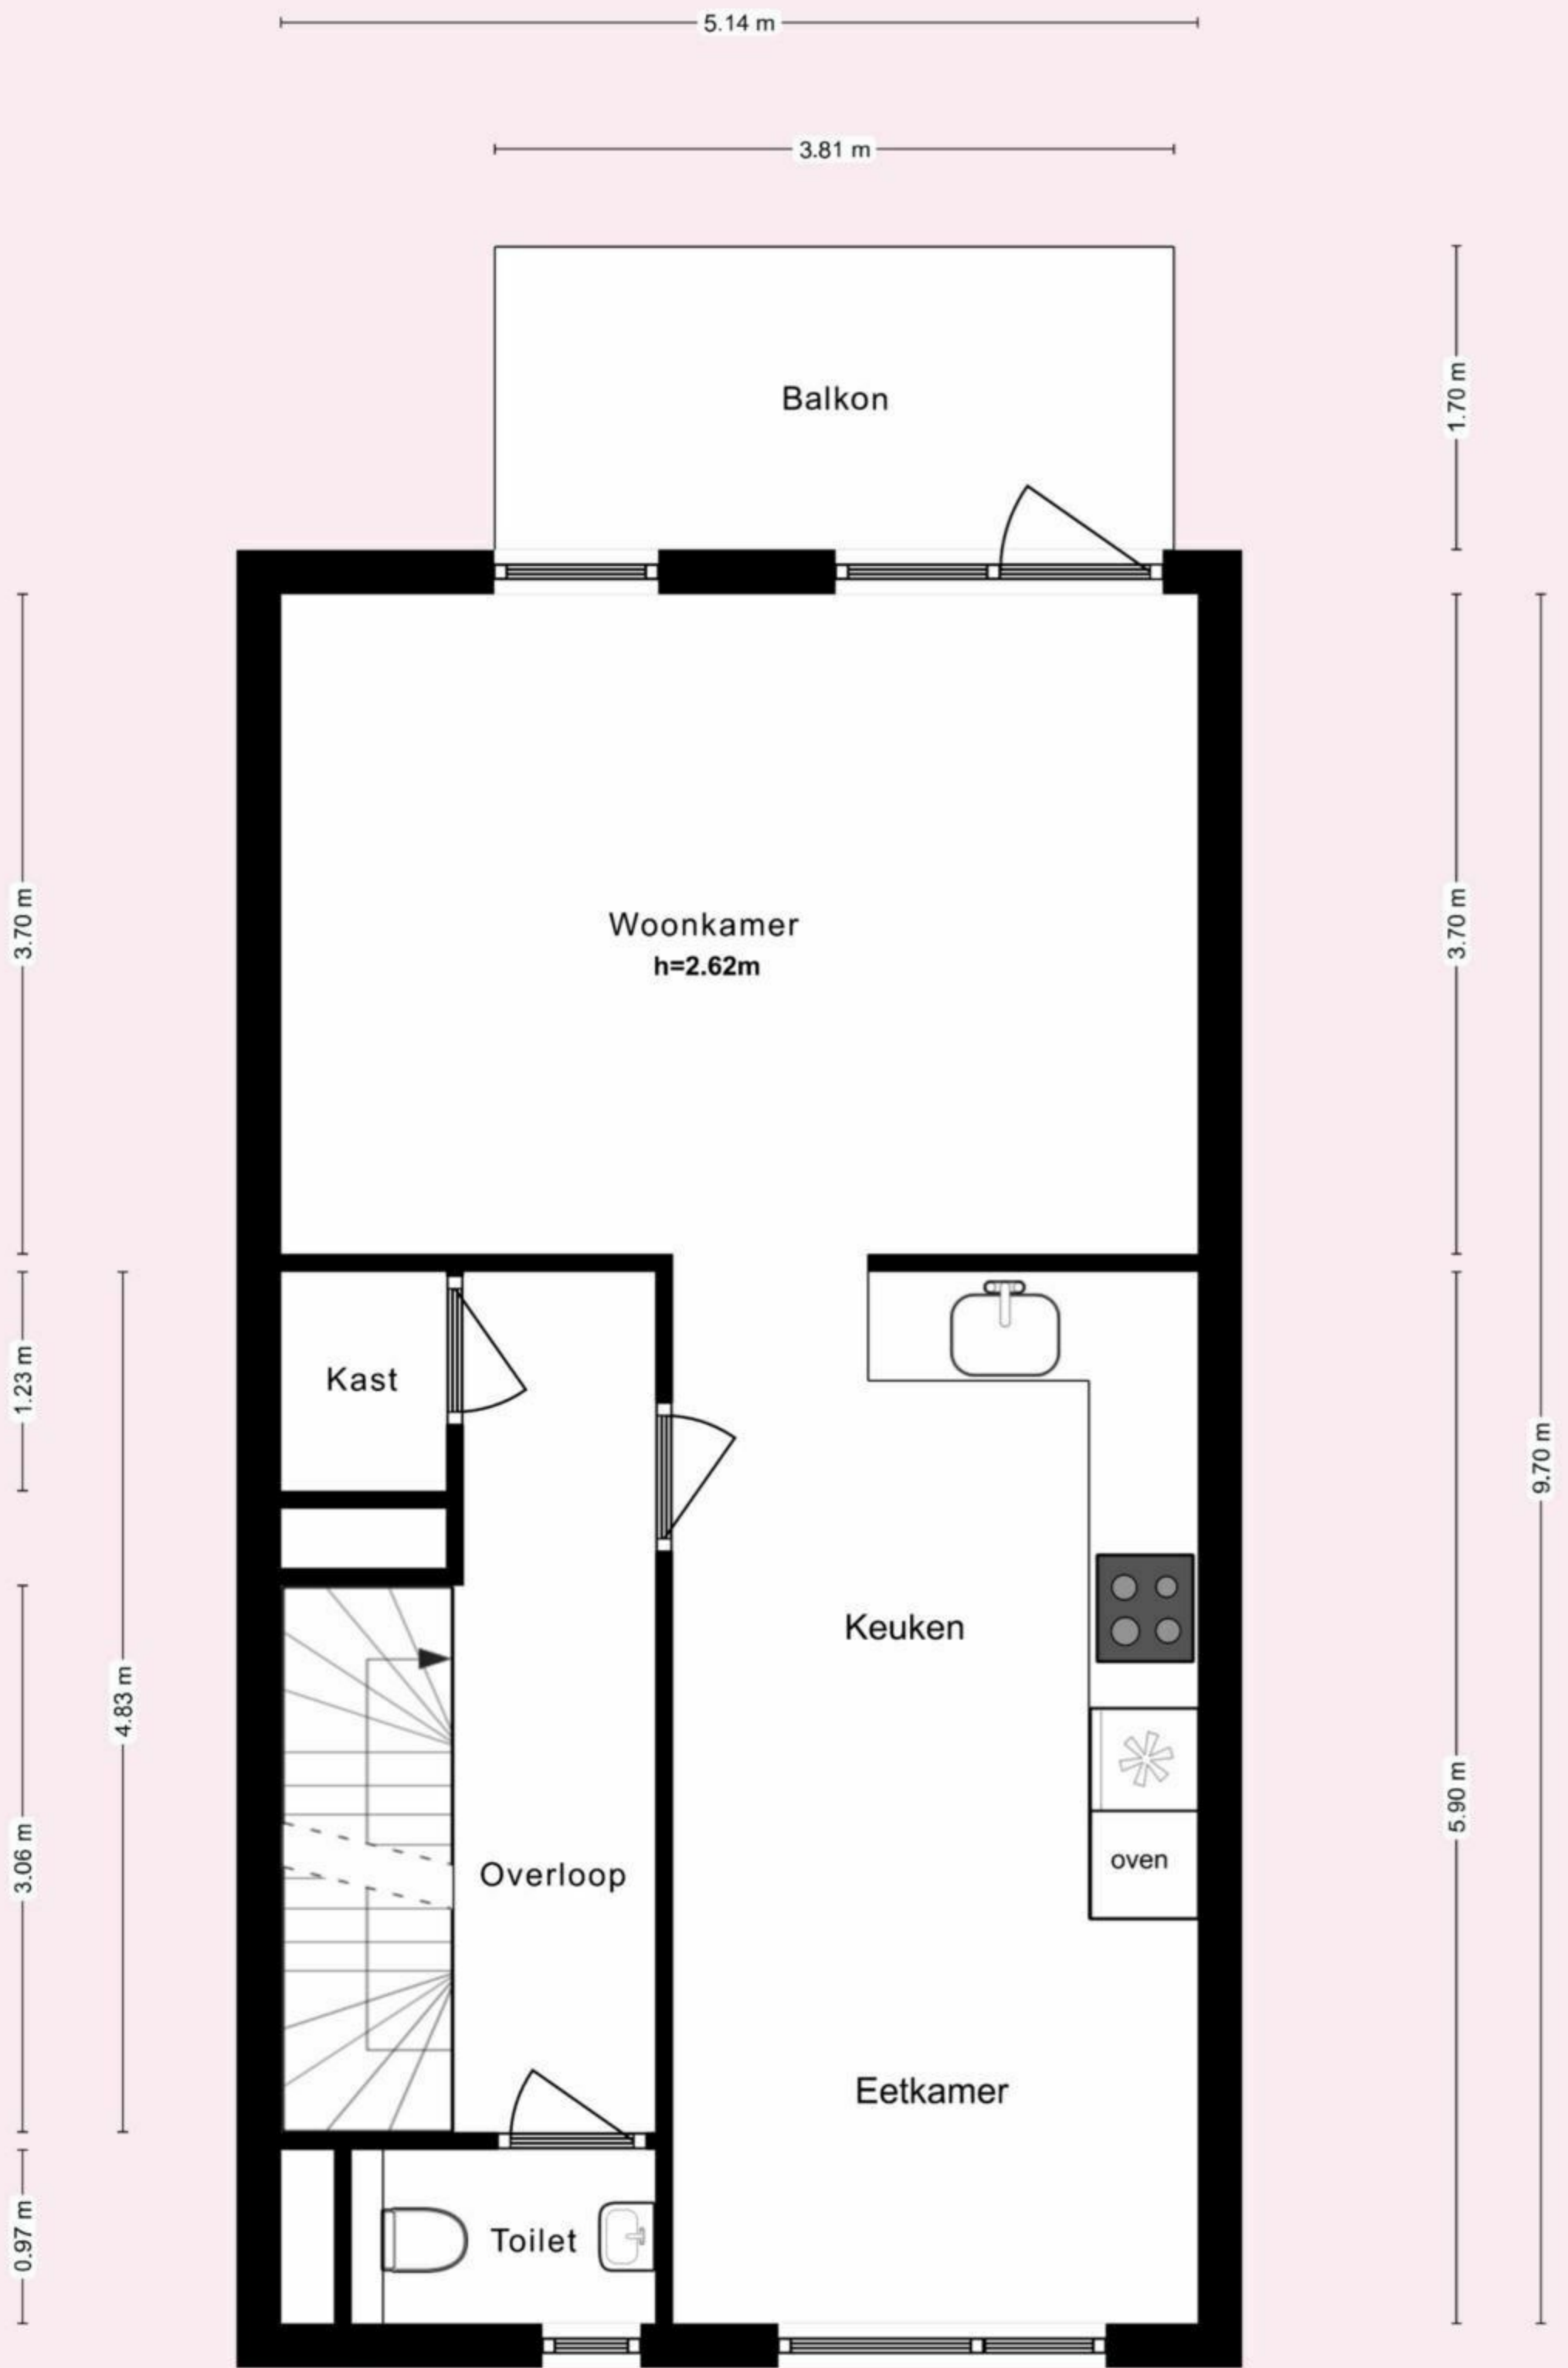 5.14 m
3.81 m
Balkon
1.70 m
3.70 m
Woonkamer
h=2.62m
3.70 m
Kast
1.23 m
9.70 m
Keuken
4.83 m
5.90 m
3.06 m
Overloop
oven
Eetkamer
0.97 m
Toilet